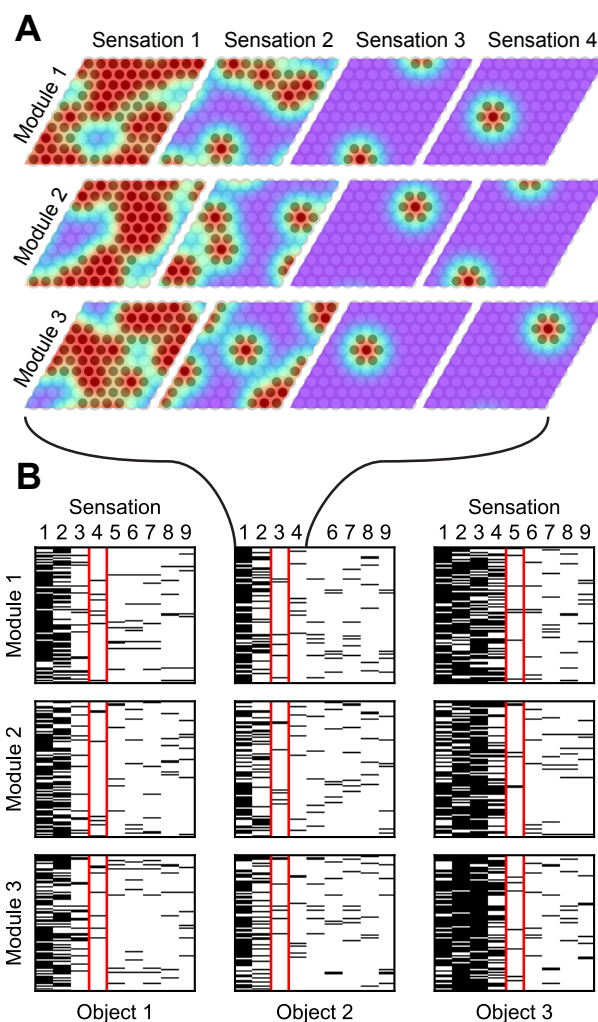 A
Sensation 1 Sensation 2 Sensation 3 Sensation 4
Module 1
Module 2
Module 3
B
Sensation Sensation
1 2 3 4 5 6 7 8 9 1 2 3 4 6 7 8 9 1 2 3 4 5 6 7 8 9
Module 1
Module 2
Module 3
Object 1 Object 2 Object 3